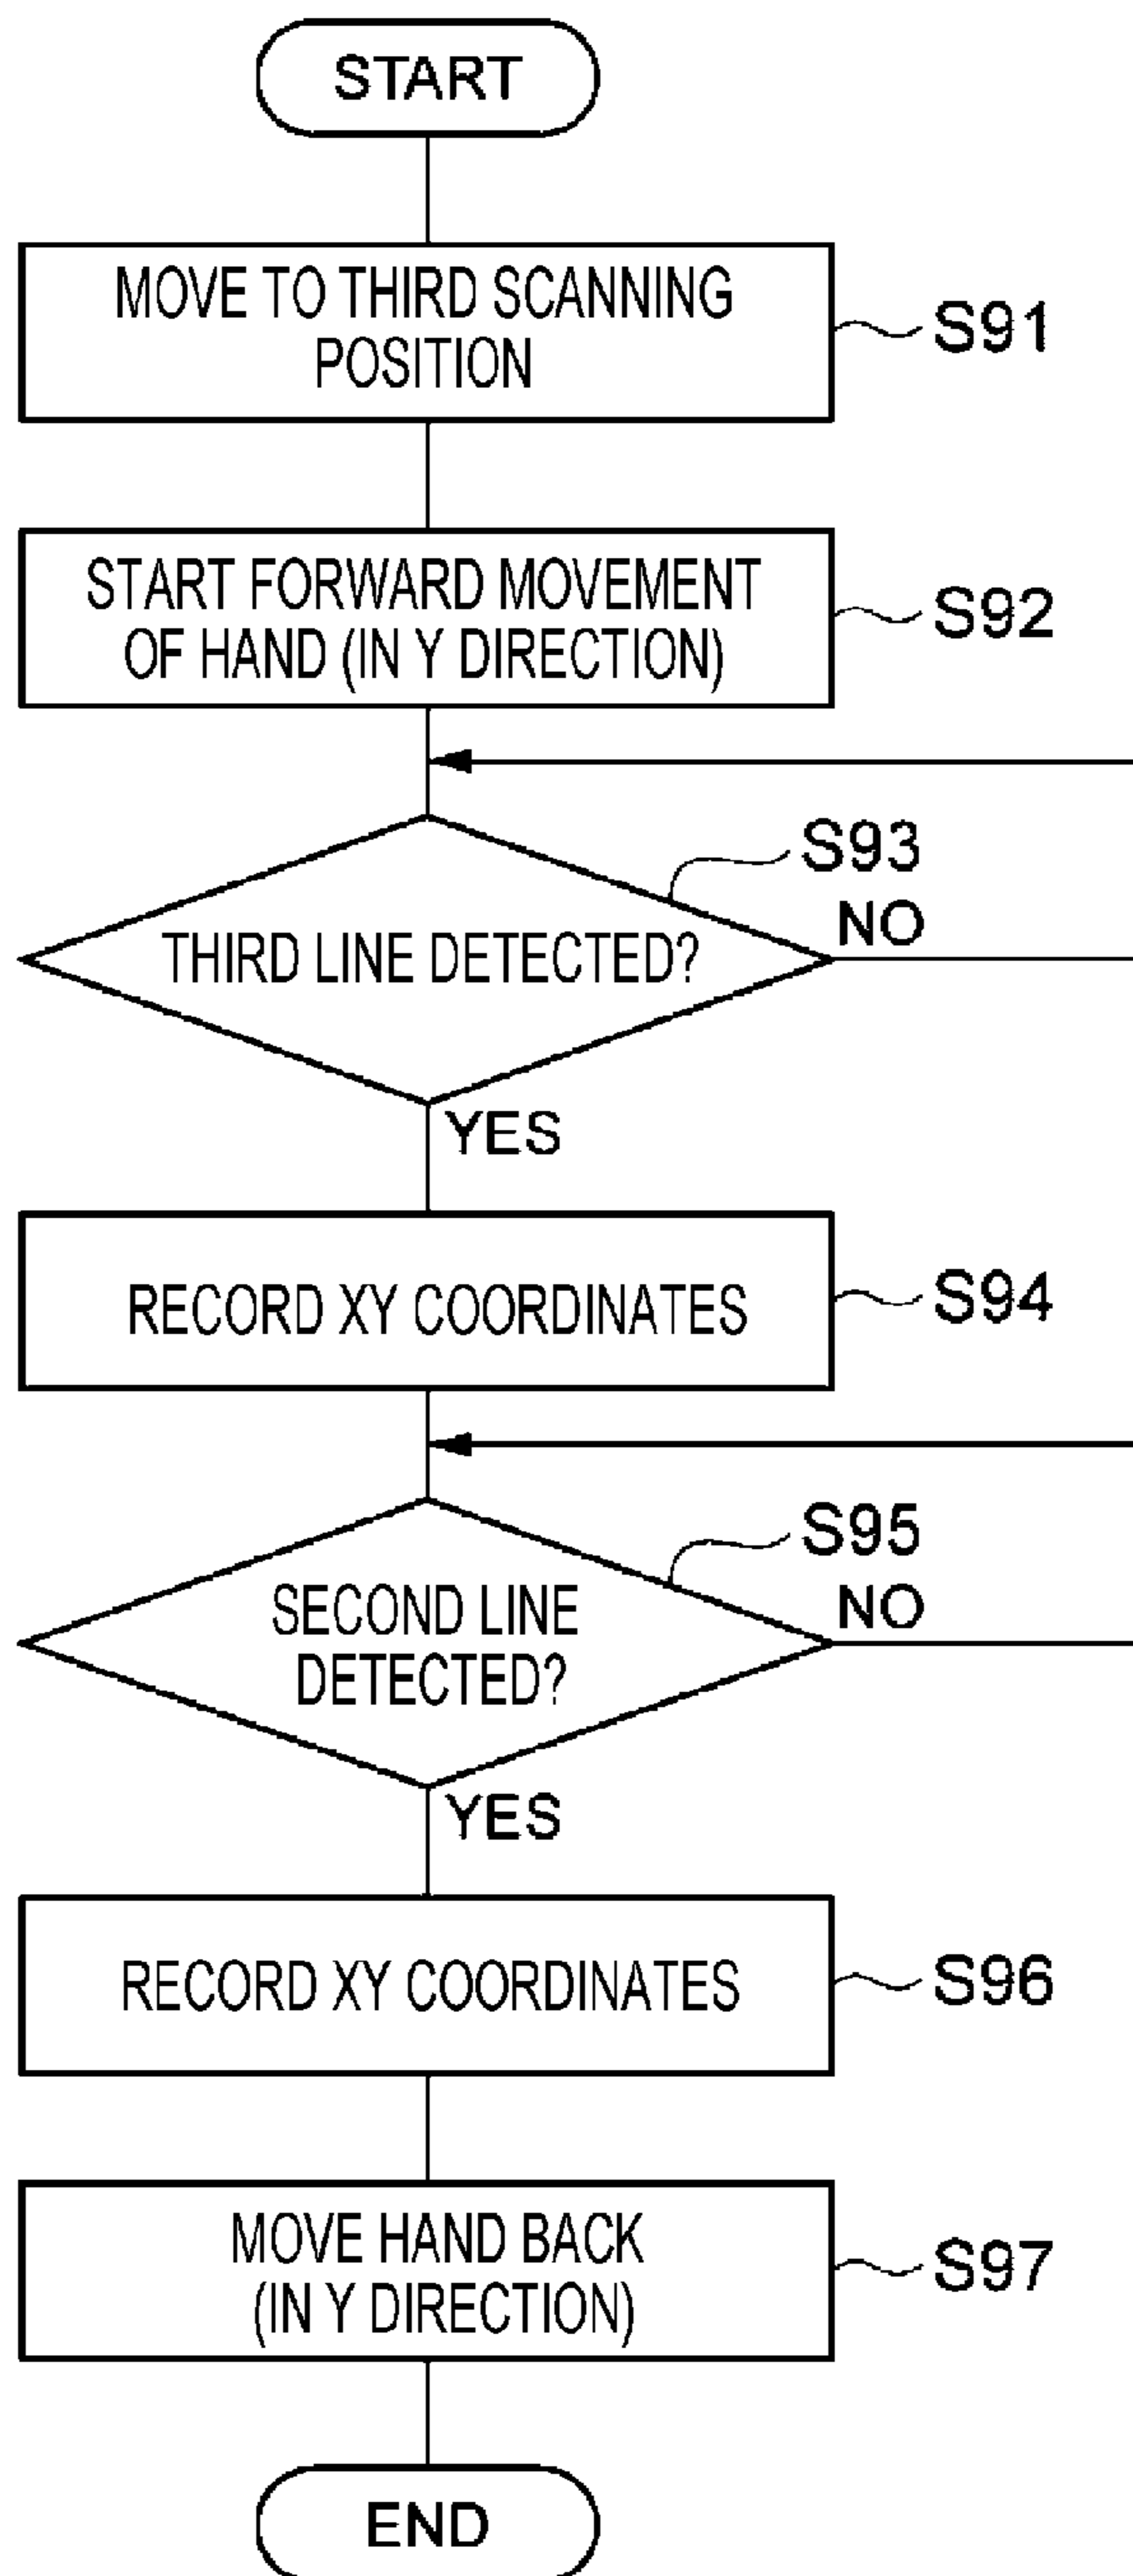 START
MOVE TO THIRD SCANNING
POSITION
S91
START FORWARD MOVEMENT
OF HAND (IN Y DIRECTION)
S92
S93
NO
THIRD LINE DETECTED?
YES
RECORD XY COORDINATES
S94
S95
NO
SECOND LINE
DETECTED?
YES
RECORD XY COORDINATES
S96
MOVE HAND BACK
(IN Y DIRECTION)
S97
END